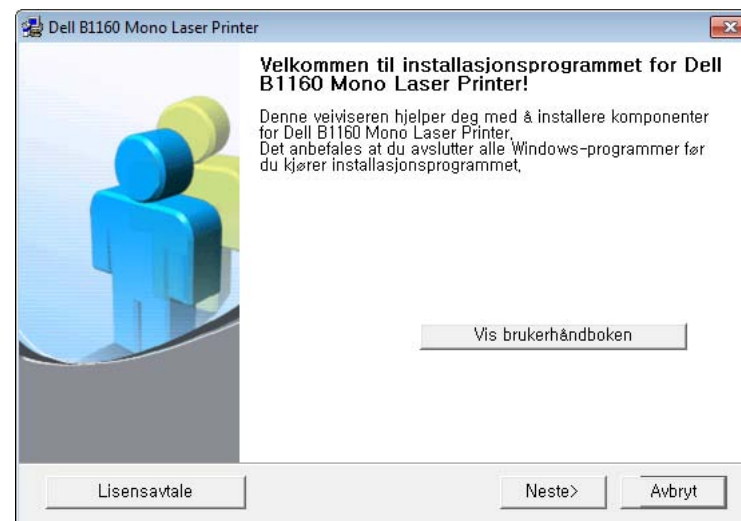 Dell B1160 Mono Laser Printer
Velkommen til installasjonsprogrammet for Dell
B1160 Mono Laser Printer!
Denne veiviseren hjelper deg med å installere komponenter
for Dell B1160 Mono Laser Printer.
Det anbefales at du avslutter alle Windows-programmer før
du kjører installasjonsprogrammet.
Vis brukerhåndboken
Lisensavtale
Neste>
Avbryt